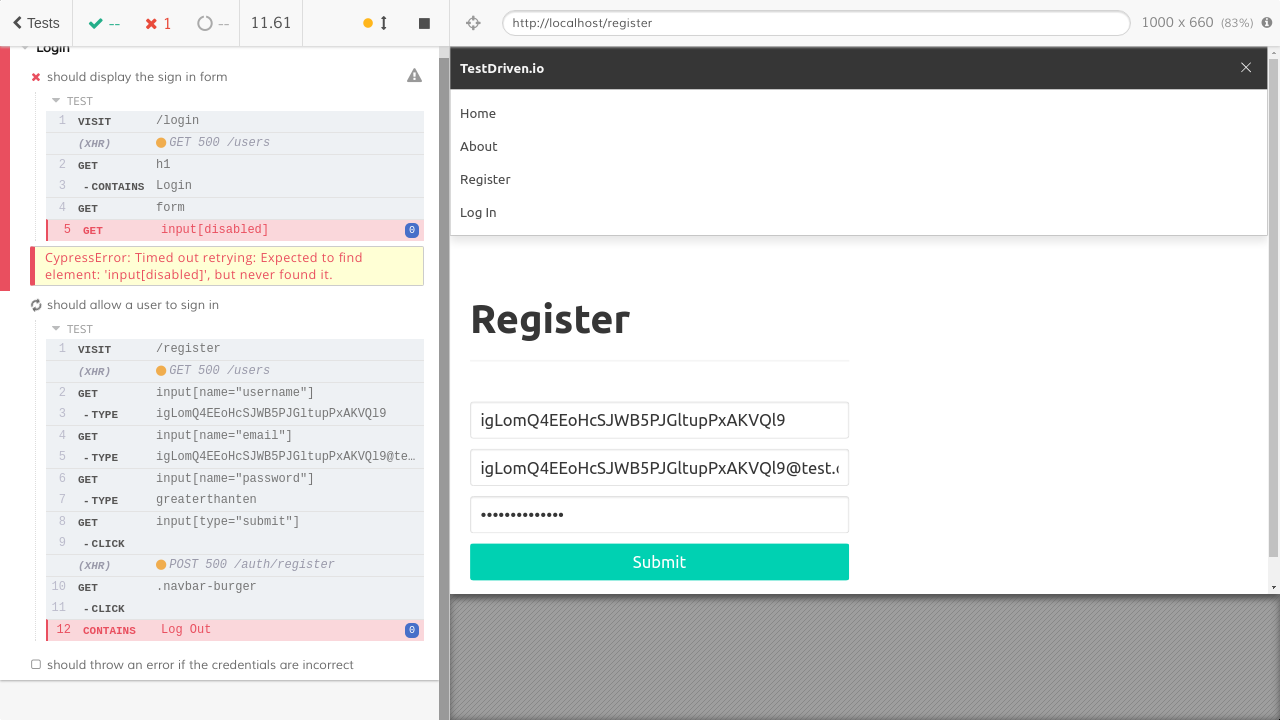 Tests
--
1
--
11.61
http://localhost/register
1000 x 660 (83%)
Login
should display the sign in form
TEST
1 VISIT /login
(XHR) GET 500 /users
2 GET h1
3 - CONTAINS Login
4 GET form
5 GET input[disabled] 0
CypressError: Timed out retrying: Expected to find
element: 'input[disabled]', but never found it.
should allow a user to sign in
TEST
1 VISIT /register
(XHR) GET 500 /users
2 GET input[name="username"]
3 - TYPE igLomQ4EEoHcSJWB5PJGltupPxAKVQl9
4 GET input[name="email"]
5 - TYPE igLomQ4EEoHcSJWB5PJGltupPxAKVQl9@te…
6 GET input[name="password"]
7 - TYPE greaterthanten
8 GET input[type="submit"]
9 - CLICK
(XHR) POST 500 /auth/register
10 GET .navbar-burger
11 - CLICK
12 CONTAINS Log Out 0
should throw an error if the credentials are incorrect
TestDriven.io
Home
About
Register
Log In
Register
igLomQ4EEoHcSJWB5PJGltupPxAKVQl9
igLomQ4EEoHcSJWB5PJGltupPxAKVQl9@test.c
••••••••••••••
Submit